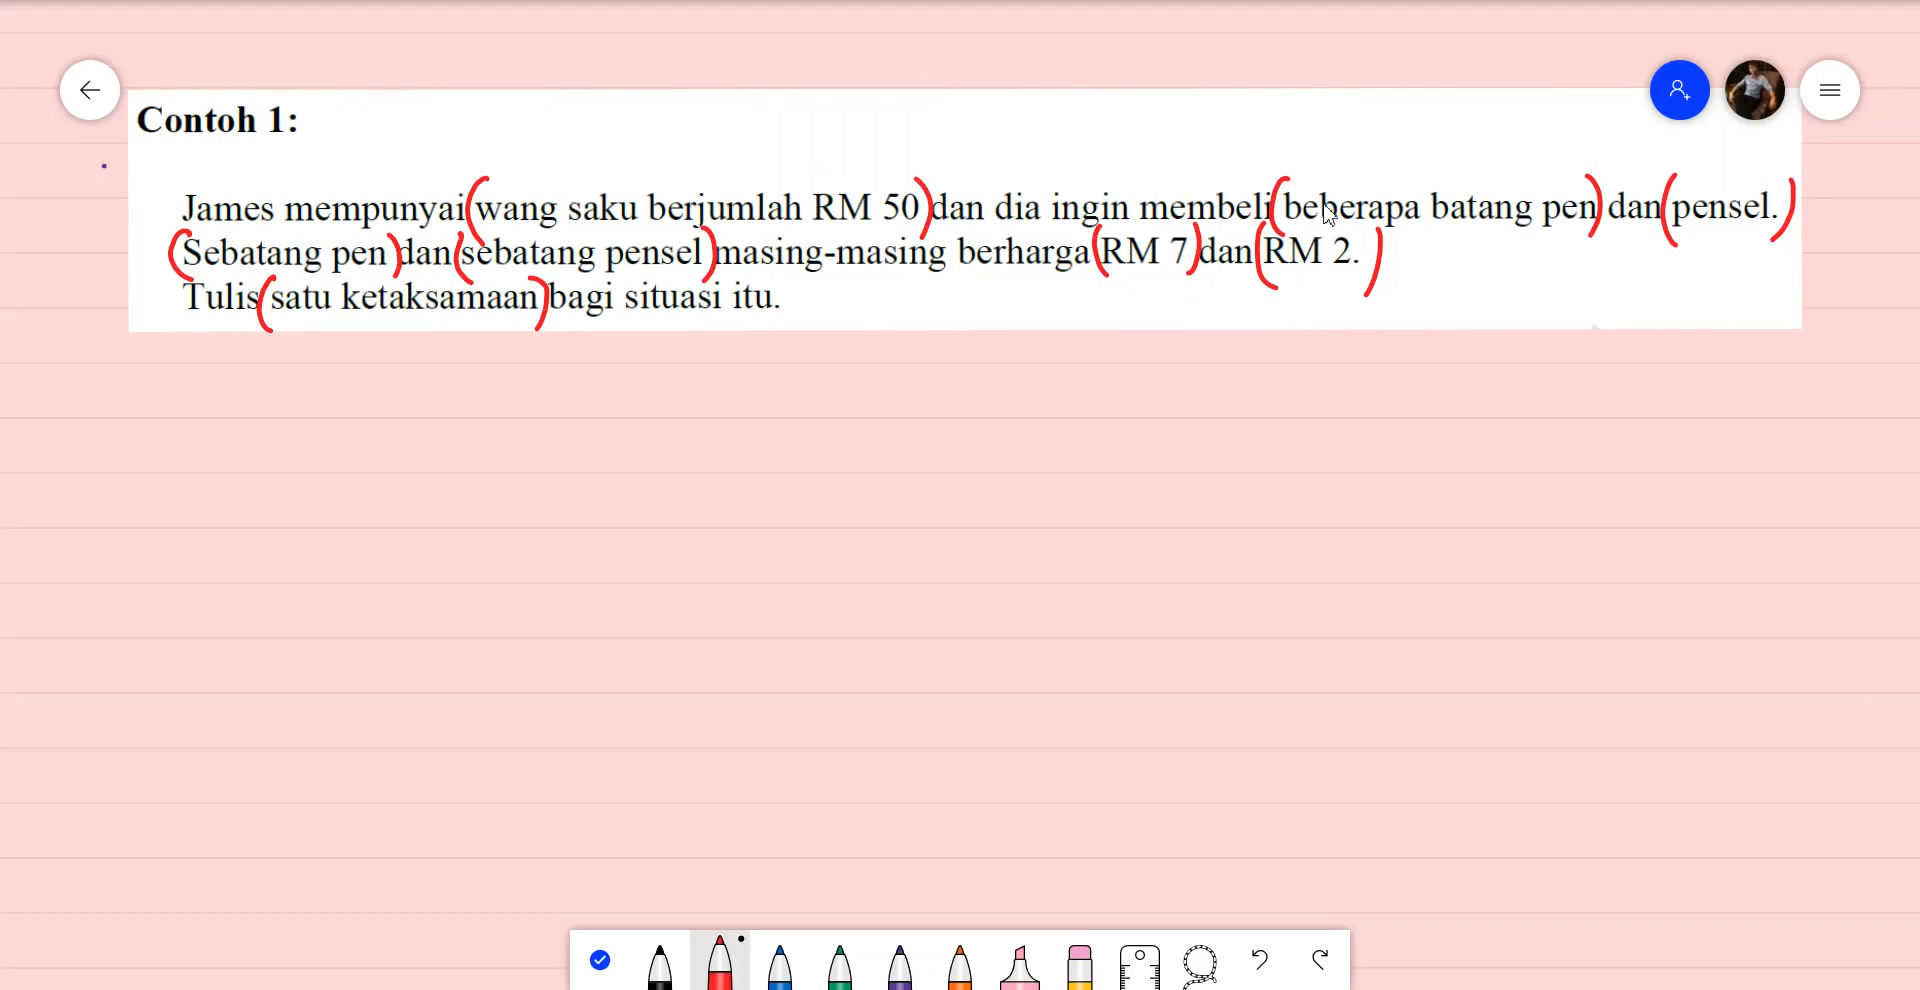 Contoh 1:
James mempunyai wang saku berjumlah RM 50 dan dia ingin membeli beberapa batang pen dan pensel.
Sebatang pen dan sebatang pensel masing-masing berharga RM 7 dan RM 2.
Tulis satu ketaksamaan bagi situasi itu.